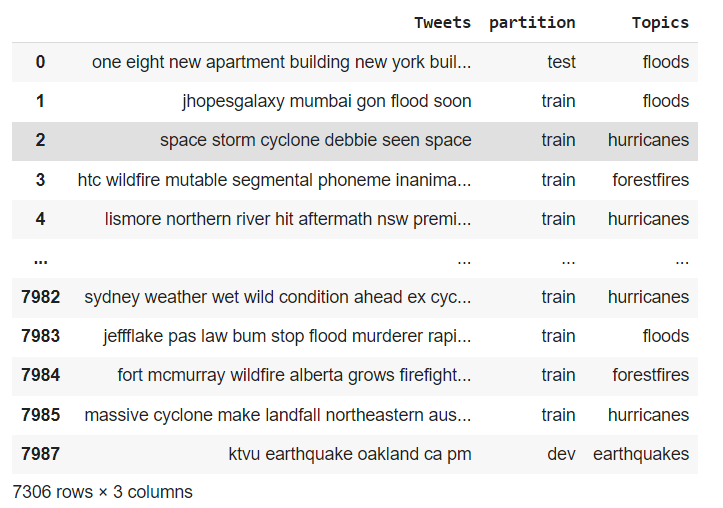 Tweets partition Topics
0 one eight new apartment building new york buil... test floods
1 jhopesgalaxy mumbai gon flood soon train floods
2 space storm cyclone debbie seen space train hurricanes
3 htc wildfire mutable segmental phoneme inanima... train forestfires
4 lismore northern river hit aftermath nsw premi... train hurricanes
... ... ... ...
7982 sydney weather wet wild condition ahead ex cyc... train hurricanes
7983 jeffflake pas law bum stop flood murderer rapi... train floods
7984 fort mcmurray wildfire alberta grows firefight... train forestfires
7985 massive cyclone make landfall northeastern aus... train hurricanes
7987 ktvu earthquake oakland ca pm dev earthquakes
7306 rows × 3 columns